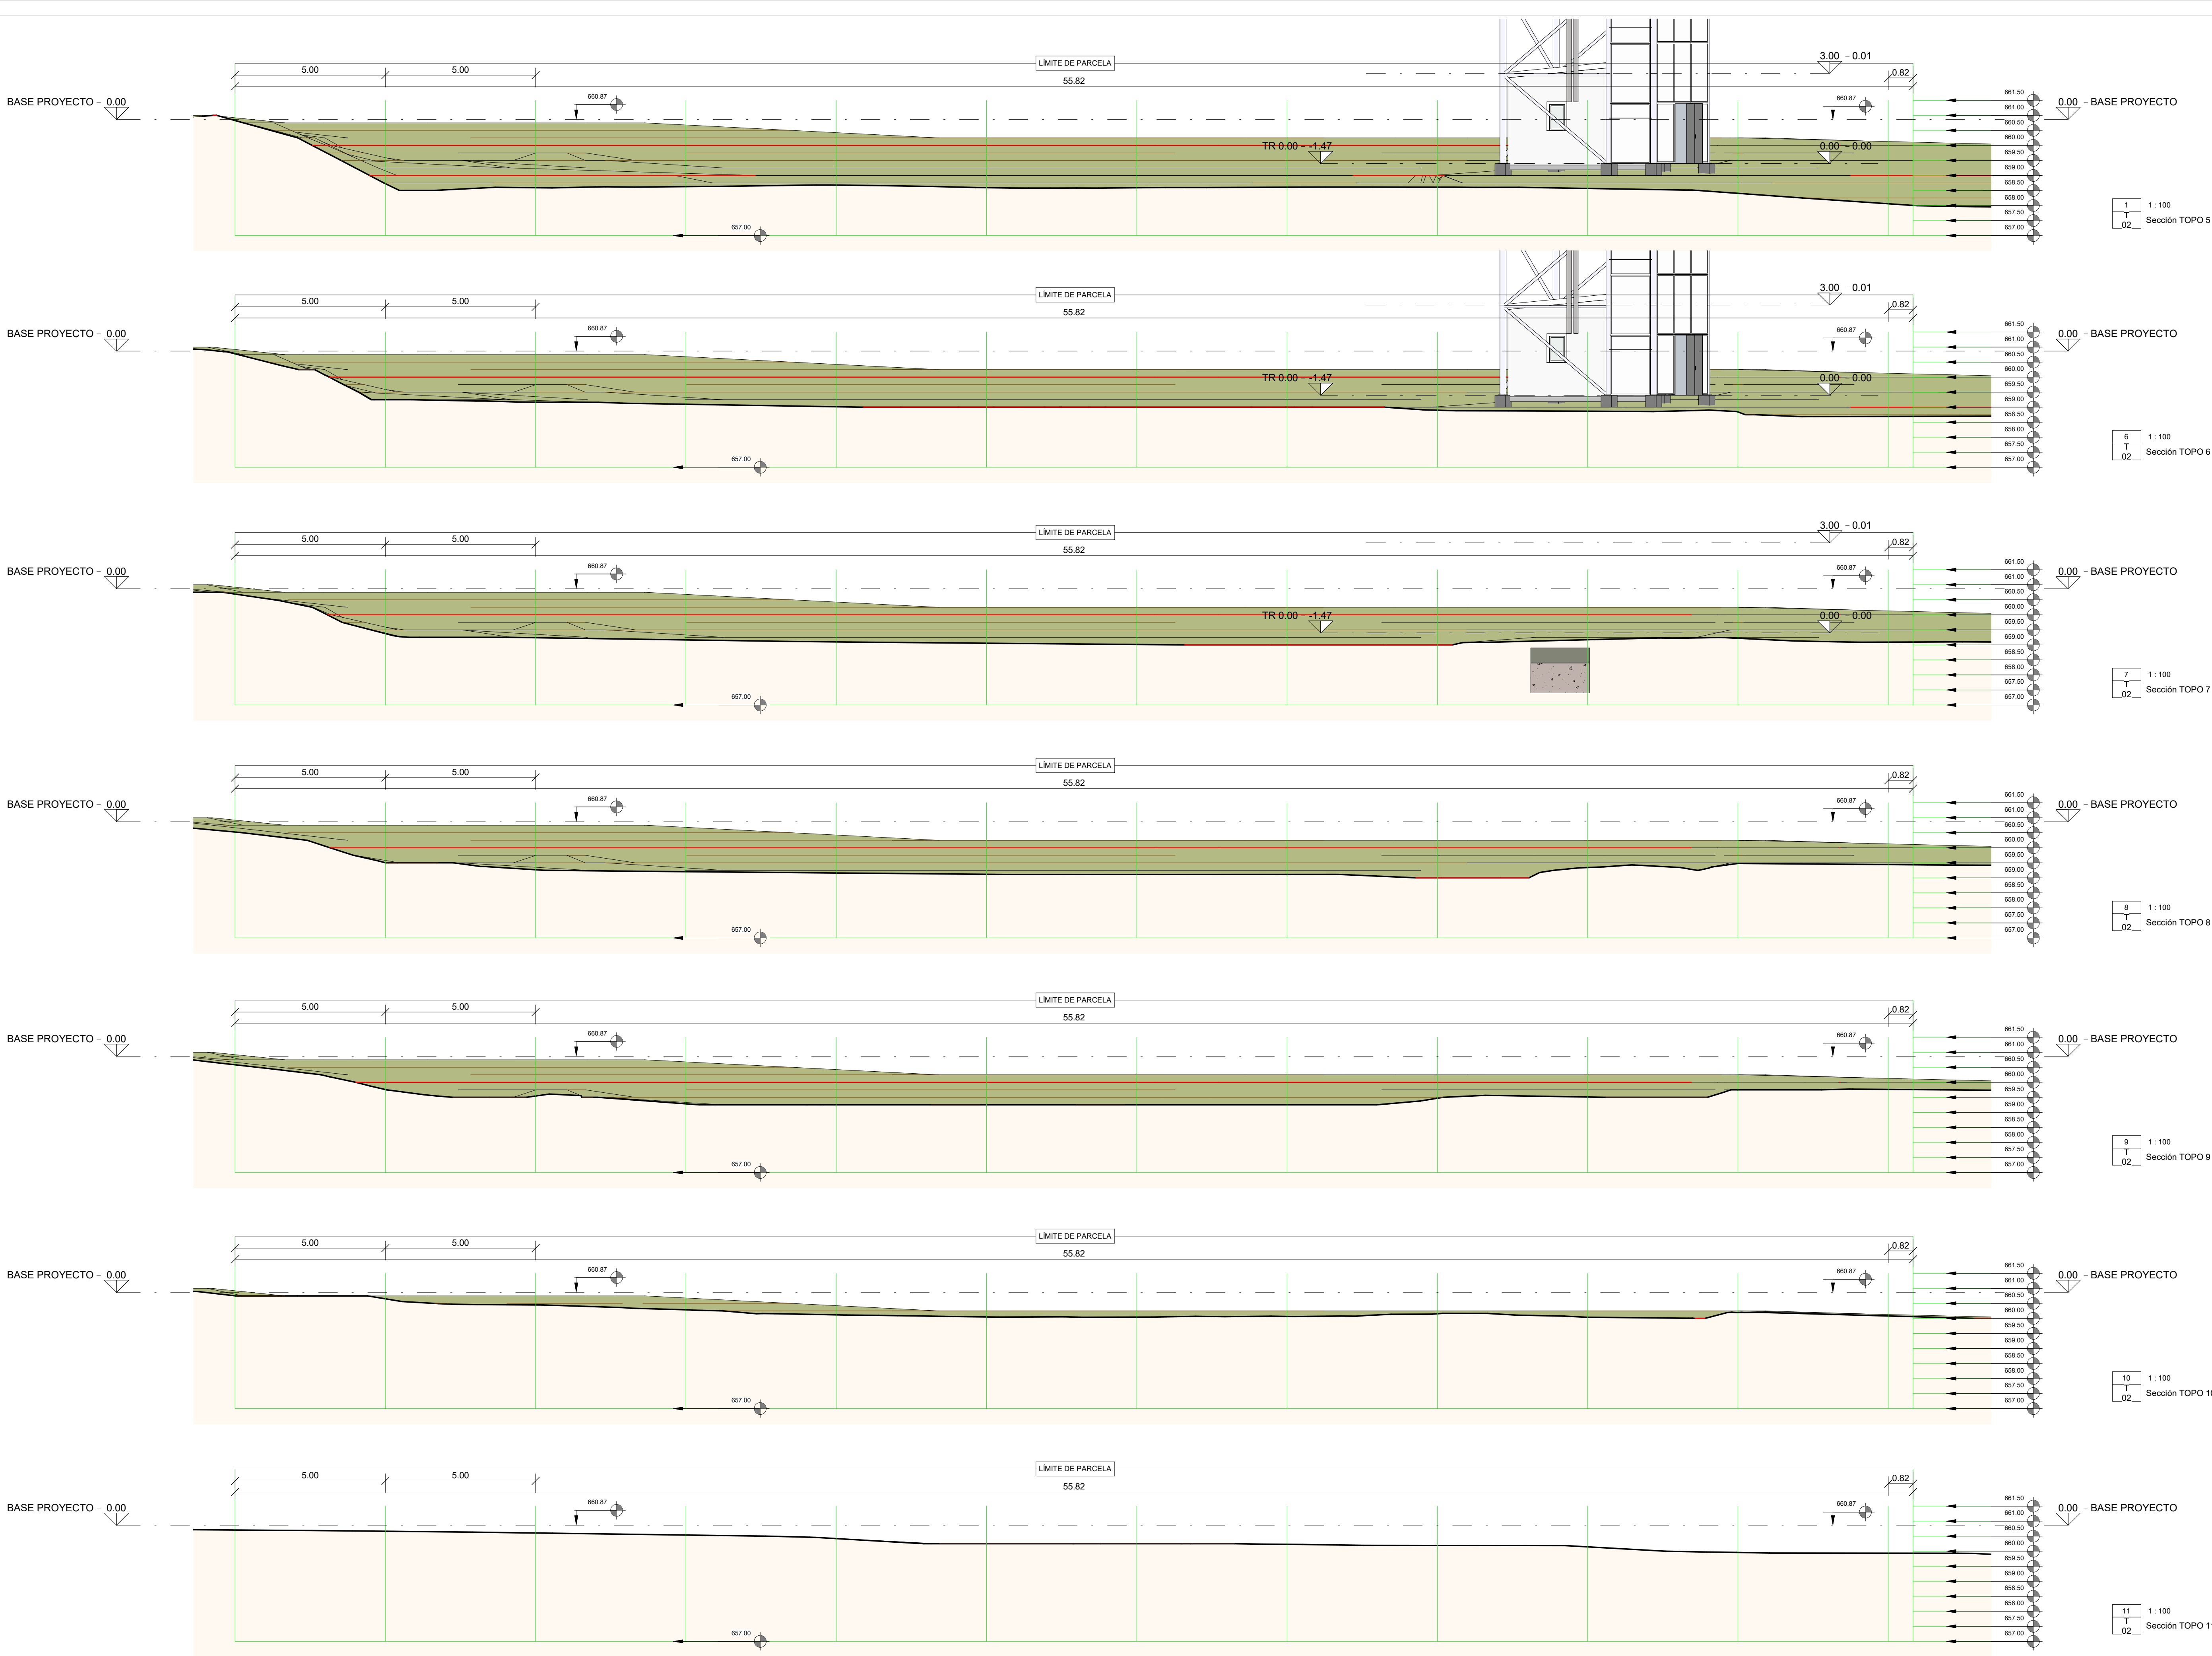 LÍMITE DE PARCELA
3.00 - 0.01
5.00 5.00 55.82 0.82
BASE PROYECTO - 0.00 660.87 660.87 0.00 - BASE PROYECTO
661.50
661.00
660.50
660.00
TR 0.00 - -1.47 0.00 - 0.00
659.50
659.00
658.50
658.00
657.50
657.00 657.00
1 1 : 100
T
02 Sección TOPO 5
LÍMITE DE PARCELA
3.00 - 0.01
5.00 5.00 55.82 0.82
BASE PROYECTO - 0.00 660.87 660.87 0.00 - BASE PROYECTO
661.50
661.00
660.50
660.00
TR 0.00 - -1.47 0.00 - 0.00
659.50
659.00
658.50
658.00
657.50
657.00 657.00
6 1 : 100
T
02 Sección TOPO 6
LÍMITE DE PARCELA
3.00 - 0.01
5.00 5.00 55.82 0.82
BASE PROYECTO - 0.00 660.87 660.87 0.00 - BASE PROYECTO
661.50
661.00
660.50
660.00
TR 0.00 - -1.47 0.00 - 0.00
659.50
659.00
658.50
658.00
657.50
657.00 657.00
7 1 : 100
T
02 Sección TOPO 7
LÍMITE DE PARCELA
5.00 5.00 55.82 0.82
BASE PROYECTO - 0.00 660.87 660.87 0.00 - BASE PROYECTO
661.50
661.00
660.50
660.00
659.50
659.00
658.50
658.00
657.50
657.00 657.00
8 1 : 100
T
02 Sección TOPO 8
LÍMITE DE PARCELA
5.00 5.00 55.82 0.82
BASE PROYECTO - 0.00 660.87 660.87 0.00 - BASE PROYECTO
661.50
661.00
660.50
660.00
659.50
659.00
658.50
658.00
657.50
657.00 657.00
9 1 : 100
T
02 Sección TOPO 9
LÍMITE DE PARCELA
5.00 5.00 55.82 0.82
BASE PROYECTO - 0.00 660.87 660.87 0.00 - BASE PROYECTO
661.50
661.00
660.50
660.00
659.50
659.00
658.50
658.00
657.50
657.00 657.00
10 1 : 100
T
02 Sección TOPO 10
LÍMITE DE PARCELA
5.00 5.00 55.82 0.82
BASE PROYECTO - 0.00 660.87 660.87 0.00 - BASE PROYECTO
661.50
661.00
660.50
660.00
659.50
659.00
658.50
658.00
657.50
657.00 657.00
11 1 : 100
T
02 Sección TOPO 11